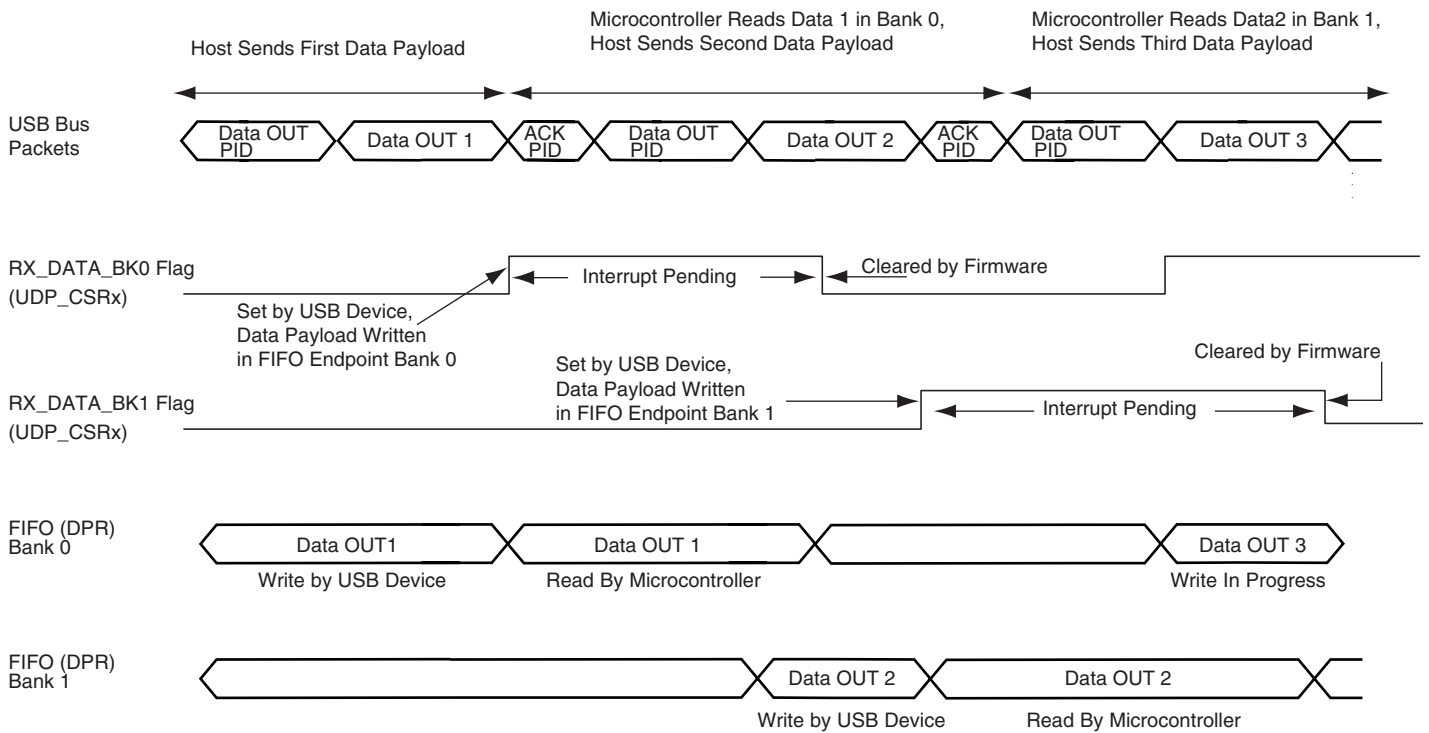 Host Sends First Data Payload
Microcontroller Reads Data 1 in Bank 0,
Host Sends Second Data Payload
Microcontroller Reads Data2 in Bank 1,
Host Sends Third Data Payload
USB Bus
Packets
Data OUT
PID
Data OUT 1
ACK
PID
Data OUT
PID
Data OUT 2
ACK
PID
Data OUT
PID
Data OUT 3
RX_DATA_BK0 Flag
(UDP_CSRx)
Interrupt Pending
Cleared by Firmware
Set by USB Device,
Data Payload Written
in FIFO Endpoint Bank 0
RX_DATA_BK1 Flag
(UDP_CSRx)
Set by USB Device,
Data Payload Written
in FIFO Endpoint Bank 1
Interrupt Pending
Cleared by Firmware
FIFO (DPR)
Bank 0
Data OUT1
Data OUT 1
Data OUT 3
Write by USB Device
Read By Microcontroller
Write In Progress
FIFO (DPR)
Bank 1
Data OUT 2
Data OUT 2
Write by USB Device
Read By Microcontroller